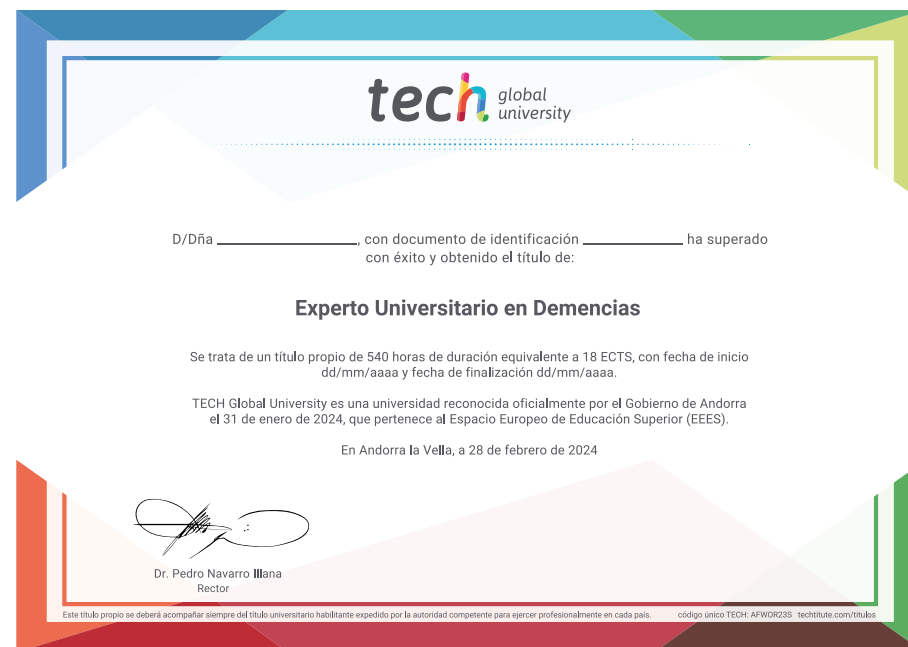 tech global university
D/Dña ____________________, con documento de identificación ______________ ha superado
con éxito y obtenido el título de:
Experto Universitario en Demencias
Se trata de un título propio de 540 horas de duración equivalente a 18 ECTS, con fecha de inicio
dd/mm/aaaa y fecha de finalización dd/mm/aaaa.
TECH Global University es una universidad reconocida oficialmente por el Gobierno de Andorra
el 31 de enero de 2024, que pertenece al Espacio Europeo de Educación Superior (EEES).
En Andorra la Vella, a 28 de febrero de 2024
Dr. Pedro Navarro Illana
Rector
Este título propio se deberá acompañar siempre del título universitario habilitante expedido por la autoridad competente para ejercer profesionalmente en cada país. código único TECH: AFWOR23S techtitute.com/titulos